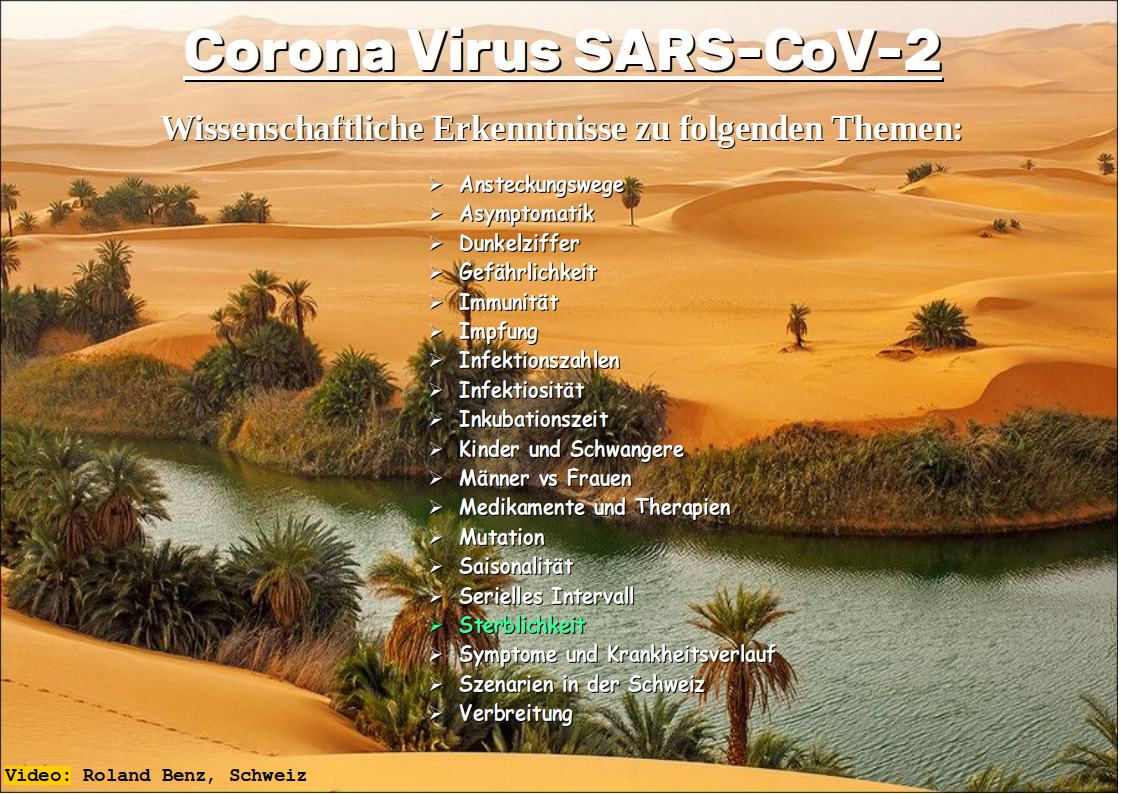 Corona Virus SARS-CoV-2
Wissenschaftliche Erkenntnisse zu folgenden Themen:
➢ Ansteckungswege
➢ Asymptomatik
➢ Dunkelziffer
➢ Gefährlichkeit
➢ Immunität
➢ Impfung
➢ Infektionszahlen
➢ Infektiosität
➢ Inkubationszeit
➢ Kinder und Schwangere
➢ Männer vs Frauen
➢ Medikamente und Therapien
➢ Mutation
➢ Saisonalität
➢ Serielles Intervall
➢ Sterblichkeit
➢ Symptome und Krankheitsverlauf
➢ Szenarien in der Schweiz
➢ Verbreitung
Video: Roland Benz, Schweiz